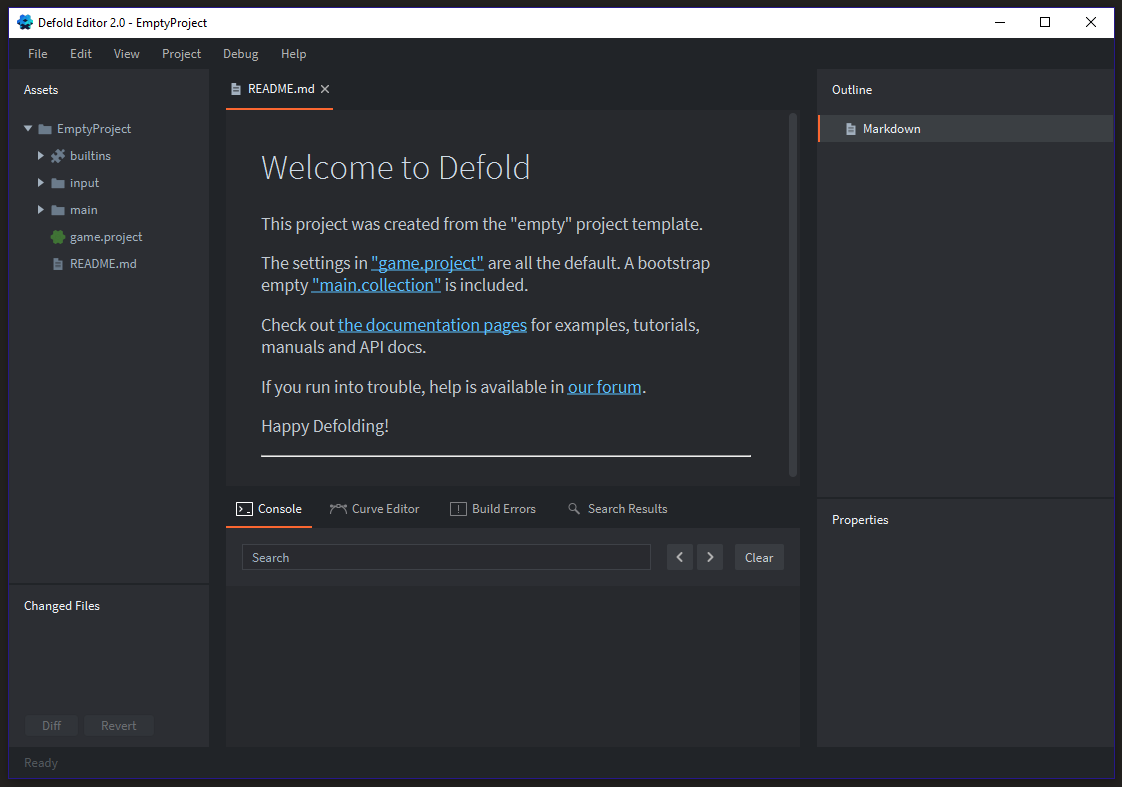 Defold Editor 2.0 - EmptyProject
File Edit View Project Debug Help
Assets
EmptyProject
builtins
input
main
game.project
README.md
Changed Files
Diff Revert
Ready
README.md
Welcome to Defold
This project was created from the "empty" project template.
The settings in "game.project" are all the default. A bootstrap
empty "main.collection" is included.
Check out the documentation pages for examples, tutorials,
manuals and API docs.
If you run into trouble, help is available in our forum.
Happy Defolding!
Console Curve Editor Build Errors Search Results
Search Clear
Outline
Markdown
Properties